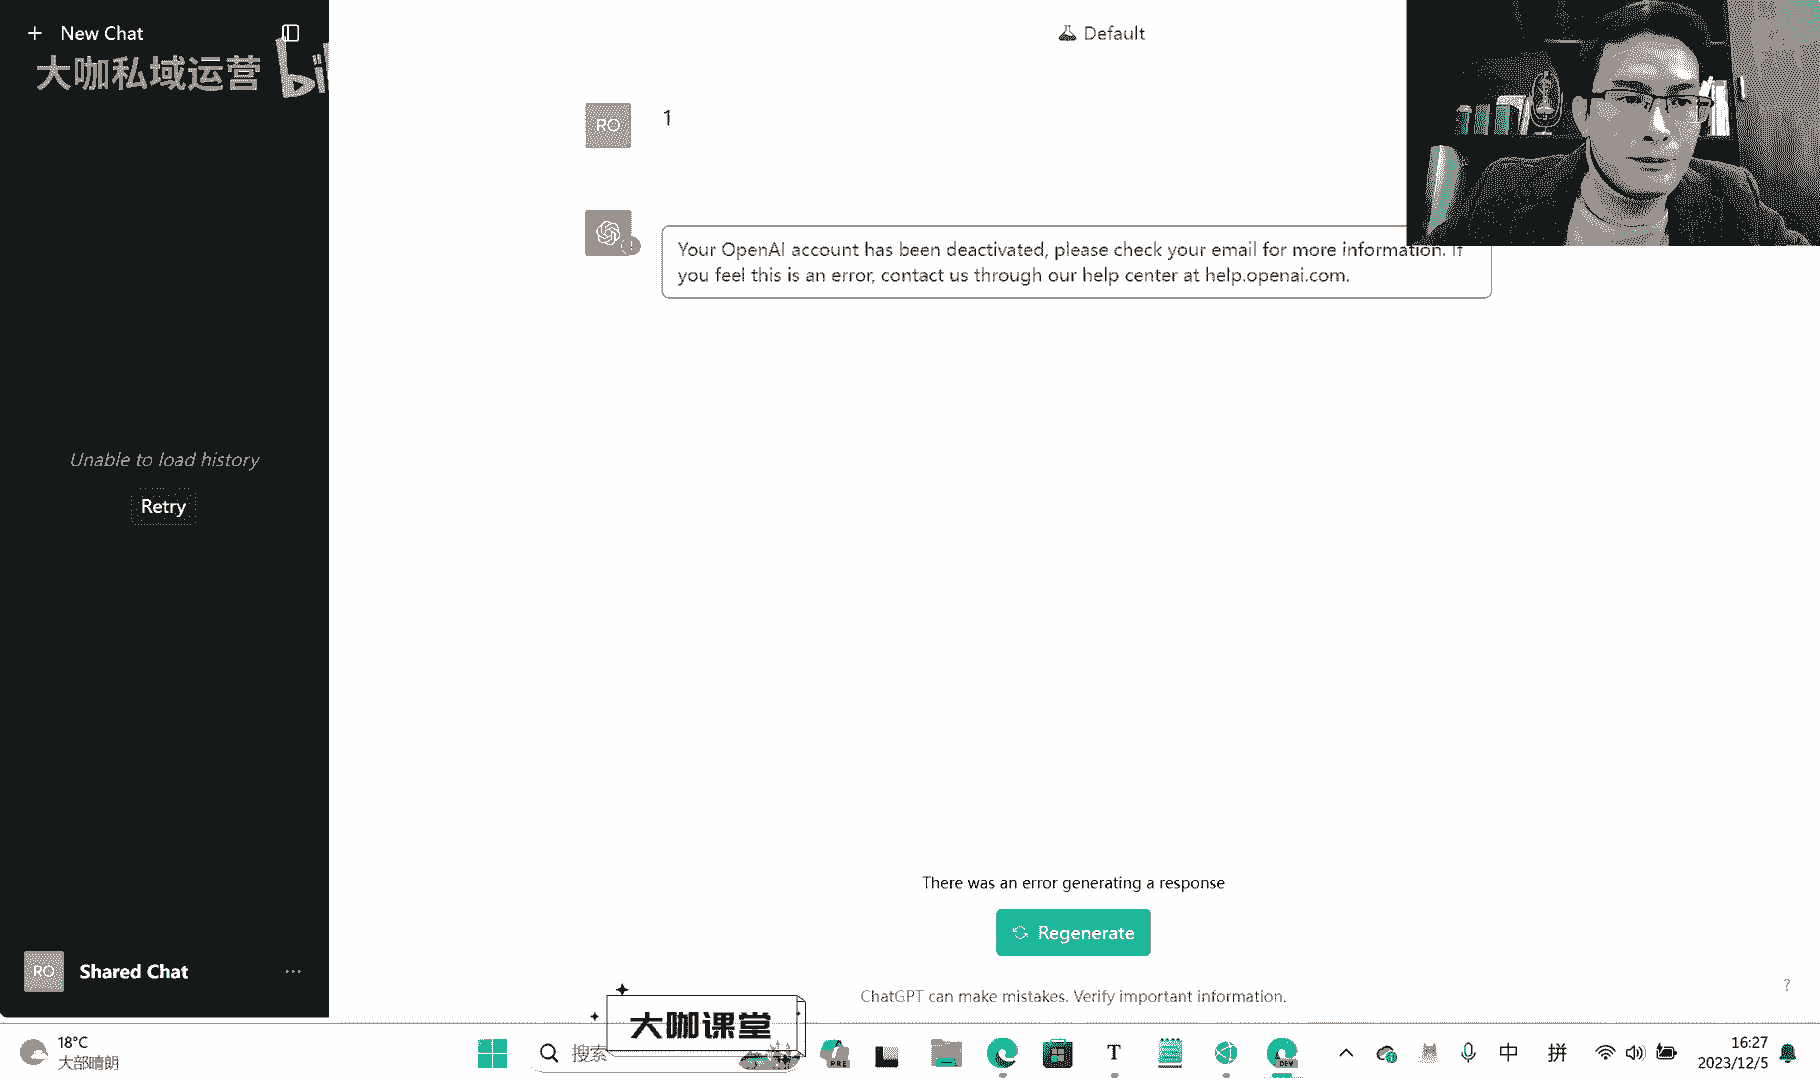 New Chat
大咖私域运营
Default
RO
1
Your OpenAI account has been deactivated, please check your email for more information. If
you feel this is an error, contact us through our help center at help.openai.com.
Unable to load history
Retry
There was an error generating a response
Regenerate
RO
Shared Chat
ChatGPT can make mistakes. Verify important information.
?
大咖课堂
18°C
大部晴朗
搜索
PRE
T
DEV
中
拼
16:27
2023/12/5